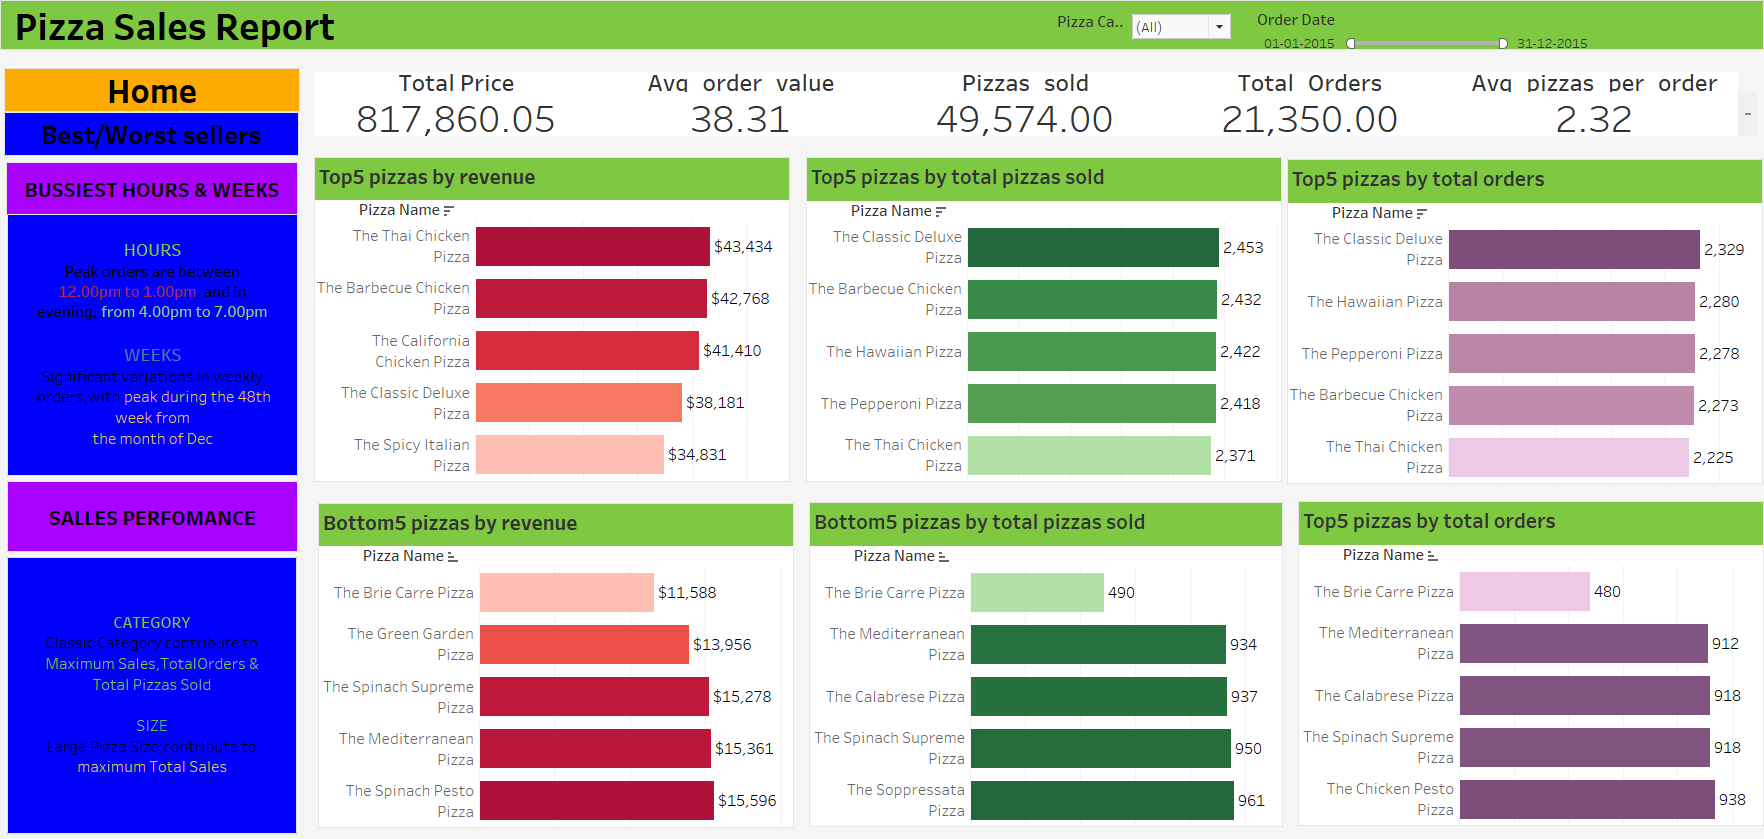 Pizza Sales Report
Pizza Ca..
(All)
Order Date
01-01-2015
31-12-2015
Home
Best/Worst sellers
BUSSIEST HOURS & WEEKS
HOURS
Peak orders are between
12.00pm to 1.00pm, and in
evening, from 4.00pm to 7.00pm
WEEKS
Significant variations in weekly
orders,with peak during the 48th
week from
the month of Dec
SALLES PERFOMANCE
CATEGORY
Classic Category contribute to
Maximum Sales,TotalOrders &
Total Pizzas Sold
SIZE
Large Pizza Size,contribute to
maximum Total Sales
Total Price
817,860.05
Avg_order_value
38.31
Pizzas_sold
49,574.00
Total_Orders
21,350.00
Avg_pizzas_per_order
2.32
Top5 pizzas by revenue
Pizza Name
The Thai Chicken
Pizza
$43,434
The Barbecue Chicken
Pizza
$42,768
The California
Chicken Pizza
$41,410
The Classic Deluxe
Pizza
$38,181
The Spicy Italian
Pizza
$34,831
Top5 pizzas by total pizzas sold
Pizza Name
The Classic Deluxe
Pizza
2,453
The Barbecue Chicken
Pizza
2,432
The Hawaiian Pizza
2,422
The Pepperoni Pizza
2,418
The Thai Chicken
Pizza
2,371
Top5 pizzas by total orders
Pizza Name
The Classic Deluxe
Pizza
2,329
The Hawaiian Pizza
2,280
The Pepperoni Pizza
2,278
The Barbecue Chicken
Pizza
2,273
The Thai Chicken
Pizza
2,225
Bottom5 pizzas by revenue
Pizza Name
The Brie Carre Pizza
$11,588
The Green Garden
Pizza
$13,956
The Spinach Supreme
Pizza
$15,278
The Mediterranean
Pizza
$15,361
The Spinach Pesto
Pizza
$15,596
Bottom5 pizzas by total pizzas sold
Pizza Name
The Brie Carre Pizza
490
The Mediterranean
Pizza
934
The Calabrese Pizza
937
The Spinach Supreme
Pizza
950
The Soppressata
Pizza
961
Top5 pizzas by total orders
Pizza Name
The Brie Carre Pizza
480
The Mediterranean
Pizza
912
The Calabrese Pizza
918
The Spinach Supreme
Pizza
918
The Chicken Pesto
Pizza
938